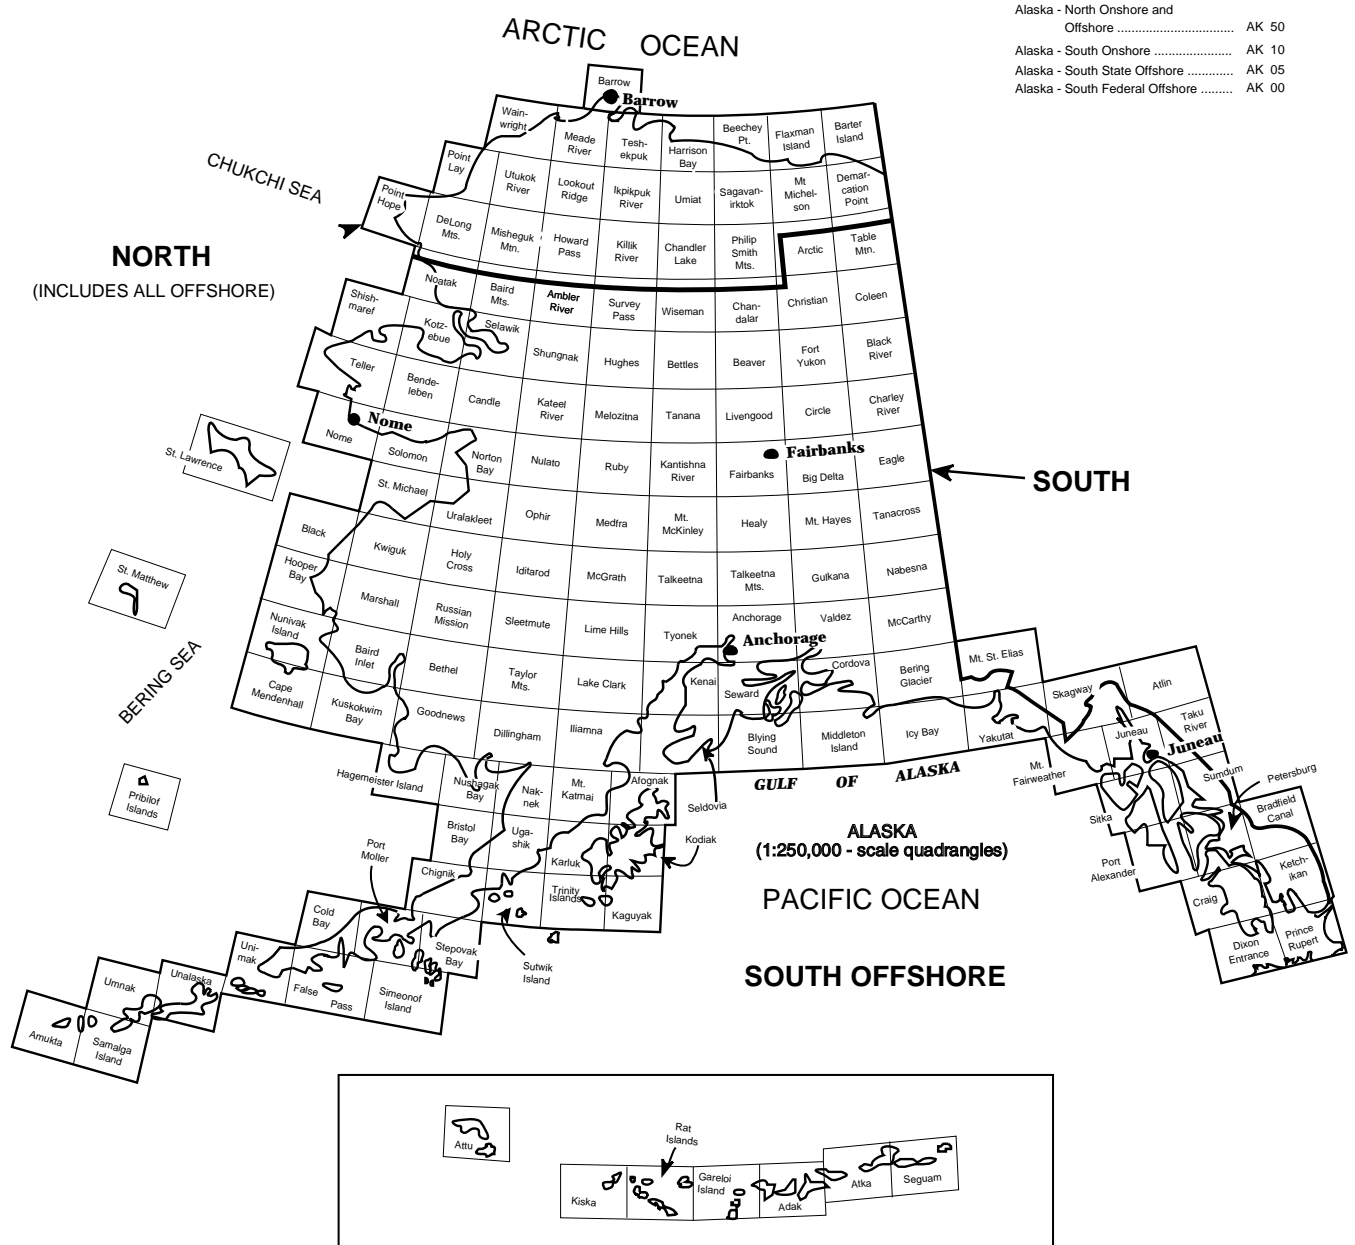 Alaska - North Onshore and
Offshore ................................ AK 50
Alaska - South Onshore ...................... AK 10
Alaska - South State Offshore ............. AK 05
Alaska - South Federal Offshore ......... AK 00
ARCTIC OCEAN
CHUKCHI SEA
NORTH
(INCLUDES ALL OFFSHORE)
Barrow
Barrow
Wain-
wright
Meade
River
Tesh-
ekpuk
Harrison
Bay
Beechey
Pt.
Flaxman
Island
Barter
Island
Point
Lay
Utukok
River
Lookout
Ridge
Ikpikpuk
River
Umiat
Sagavan-
irktok
Mt
Michel-
son
Demar-
cation
Point
Point
Hope
DeLong
Mts.
Misheguk
Mtn.
Howard
Pass
Killik
River
Chandler
Lake
Philip
Smith
Mts.
Arctic
Table
Mtn.
Noatak
Baird
Mts.
Ambler
River
Survey
Pass
Wiseman
Chan-
dalar
Christian
Coleen
Shish-
maref
Kotz-
ebue
Selawik
Shungnak
Hughes
Bettles
Beaver
Fort
Yukon
Black
River
Teller
Bende-
leben
Candle
Kateel
River
Melozitna
Tanana
Livengood
Circle
Charley
River
Nome
Nome
Solomon
Norton
Bay
Nulato
Ruby
Kantishna
River
Fairbanks
Fairbanks
Big Delta
Eagle
SOUTH
St. Lawrence
St. Michael
Uralakleet
Ophir
Medfra
Mt.
McKinley
Healy
Mt. Hayes
Tanacross
Black
Kwiguk
Holy
Cross
Iditarod
McGrath
Talkeetna
Talkeetna
Mts.
Gulkana
Nabesna
Hooper
Bay
Marshall
Russian
Mission
Sleetmute
Lime Hills
Tyonek
Anchorage
Anchorage
Valdez
McCarthy
St. Matthew
BERING SEA
Nunivak
Island
Baird
Inlet
Bethel
Taylor
Mts.
Lake Clark
Kenai
Seward
Cordova
Bering
Glacier
Mt. St. Elias
Cape
Mendenhall
Kuskokwim
Bay
Goodnews
Dillingham
Iliamna
Seldovia
Blying
Sound
Middleton
Island
Icy Bay
Yakutat
Skagway
Atlin
Mt.
Fairweather
Juneau
Juneau
Taku
River
GULF OF ALASKA
Pribilof
Islands
Hagemeister Island
Nushagak
Bay
Nak-
nek
Mt.
Katmai
Afognak
Sitka
Sumdum
Petersburg
Bradfield
Canal
ALASKA
(1:250,000 - scale quadrangles)
Bristol
Bay
Uga-
shik
Karluk
Kodiak
Port
Moller
Chignik
Trinity
Islands
Kaguyak
PACIFIC OCEAN
Port
Alexander
Craig
Ketch-
ikan
Dixon
Entrance
Prince
Rupert
Cold
Bay
Stepovak
Bay
Sutwik
Island
SOUTH OFFSHORE
Uni-
mak
False
Pass
Simeonof
Island
Umnak
Unalaska
Amukta
Samalga
Island
Attu
Rat
Islands
Kiska
Gareloi
Island
Adak
Atka
Seguam